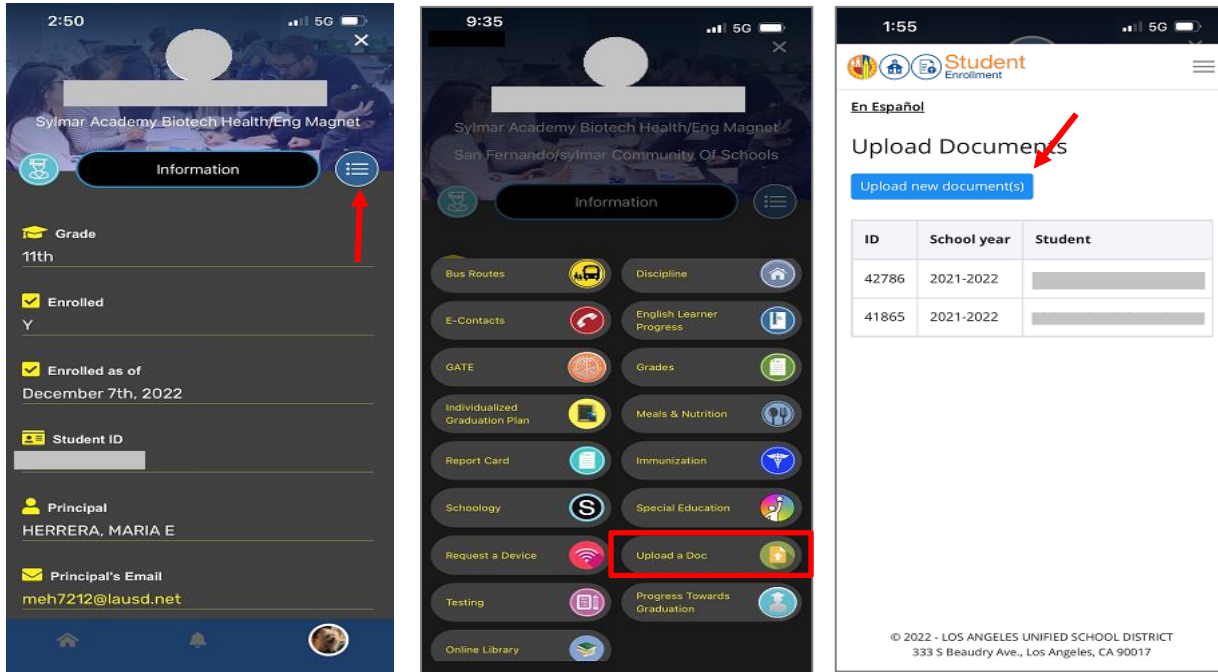 2:50
5G
Sylmar Academy Biotech Health/Eng Magnet
Information
Grade
11th
Enrolled
Y
Enrolled as of
December 7th, 2022
Student ID
Principal
HERRERA, MARIA E
Principal's Email
meh7212@lausd.net
9:35
5G
Sylmar Academy Biotech Health/Eng Magnet
San Fernando/sylmar Community Of Schools
Information
Bus Routes
Discipline
E-Contacts
English Learner
Progress
GATE
Grades
Individualized
Graduation Plan
Meals & Nutrition
Report Card
Immunization
Schoology
S
Special Education
Request a Device
Upload a Doc
Testing
Progress Towards
Graduation
Online Library
1:55
5G
Student
Enrollment
En Español
Upload Documents
Upload new document(s)
ID School year Student
42786 2021-2022
41865 2021-2022
© 2022 - LOS ANGELES UNIFIED SCHOOL DISTRICT
333 S Beaudry Ave., Los Angeles, CA 90017